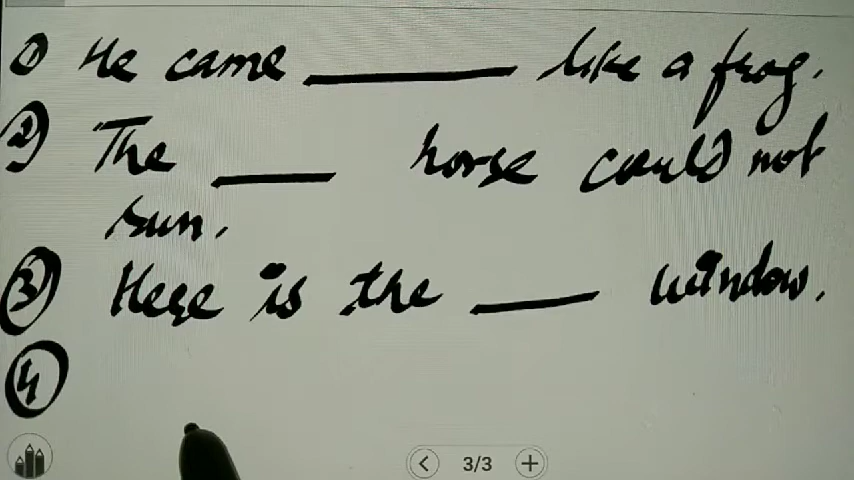 ① He came ______ like a frog.
② The ____ horse could not
run.
③ Here is the ____ window.
④
3/3